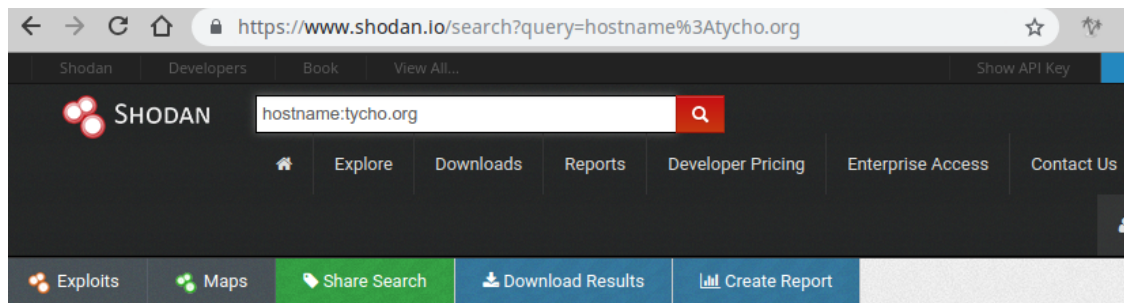 https://www.shodan.io/search?query=hostname%3Atycho.org
Shodan Developers Book View All... Show API Key
SHODAN hostname:tycho.org
Explore Downloads Reports Developer Pricing Enterprise Access Contact Us
Exploits Maps Share Search Download Results Create Report